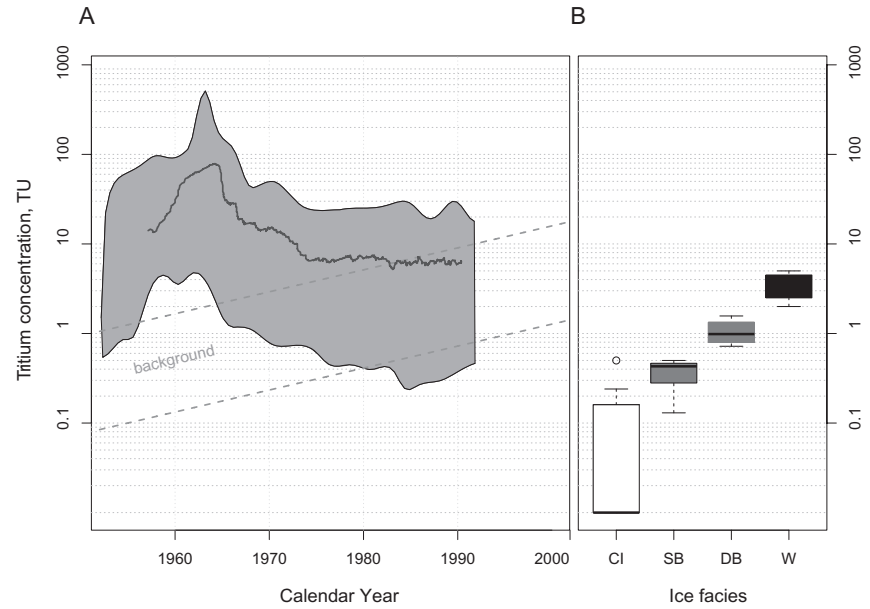 A
B
1000
100
10
1
0.1
Tritium concentration, TU
background
1960
1970
1980
1990
2000
Calendar Year
1000
100
10
1
0.1
CI
SB
DB
W
Ice facies